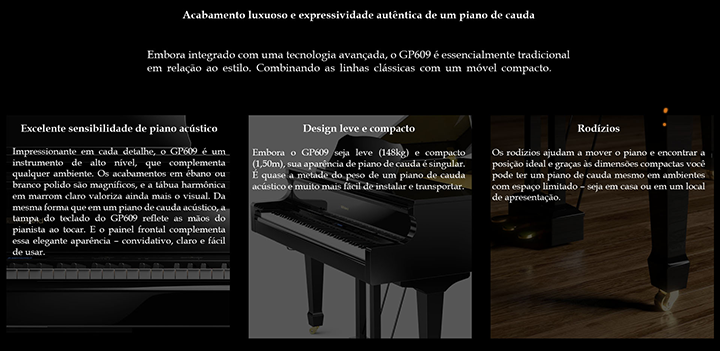 Acabamento luxuoso e expressividade autêntica de um piano de cauda
Embora integrado com uma tecnologia avançada, o GP609 é essencialmente tradicional
em relação ao estilo. Combinando as linhas clássicas com um móvel compacto.
Excelente sensibilidade de piano acústico
Impressionante em cada detalhe, o GP609 é um
instrumento de alto nível, que complementa
qualquer ambiente. Os acabamentos em ébano ou
branco polido são magníficos, e a tábua harmônica
em marrom claro valoriza ainda mais o visual. Da
mesma forma que em um piano de cauda acústico, a
tampa do teclado do GP609 reflete as mãos do
pianista ao tocar. E o painel frontal complementa
essa elegante aparência – convidativo, claro e fácil
de usar.
Design leve e compacto
Embora o GP609 seja leve (148kg) e compacto
(1,50m), sua aparência de piano de cauda é singular.
É quase a metade do peso de um piano de cauda
acústico e muito mais fácil de instalar e transportar.
Rodízios
Os rodízios ajudam a mover o piano e encontrar a
posição ideal e graças às dimensões compactas você
pode ter um piano de cauda mesmo em ambientes
com espaço limitado – seja em casa ou em um local
de apresentação.